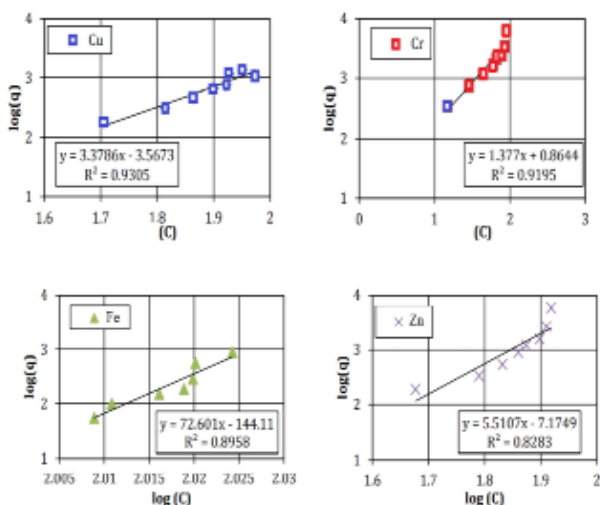 Cu
log(q)
4
3
2
1
y = 3.3786x - 3.5673
R² = 0.9305
1.6 1.7 1.8 1.9 2
(C)
Cr
log(q)
4
3
2
1
y = 1.377x + 0.8644
R² = 0.9195
0 1 2 3
(C)
Fe
log(q)
4
3
2
1
y = 72.601x - 144.11
R² = 0.8958
2.005 2.01 2.015 2.02 2.025 2.03
log (C)
Zn
log(q)
4
3
2
1
y = 5.5107x - 7.1749
R² = 0.8283
1.6 1.7 1.8 1.9 2
log (C)